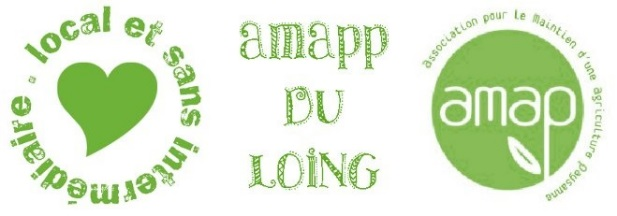 local et sans intermédiaire -
amapp
DU
LOING
association pour le maintien d'une agriculture paysanne
amap